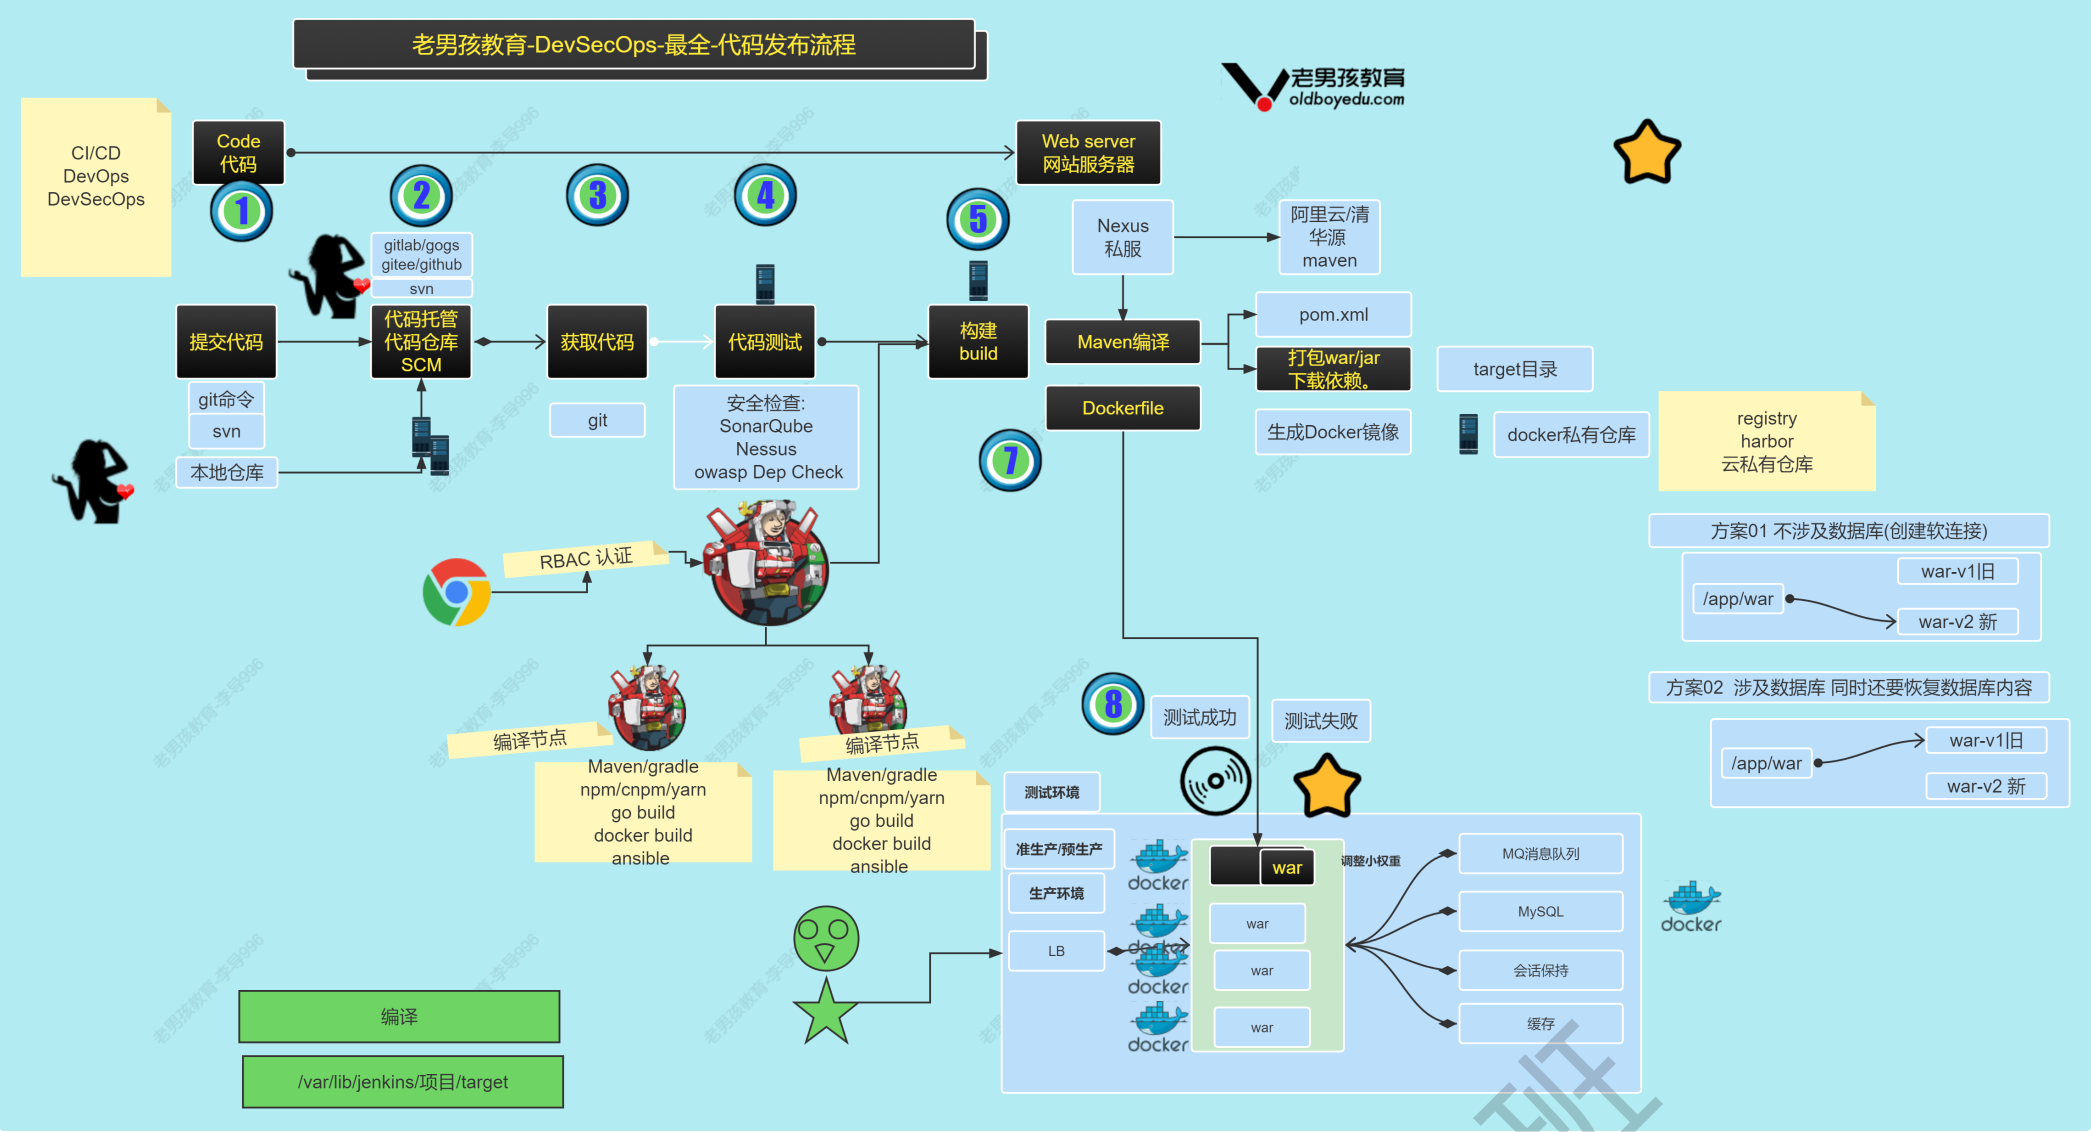 老男孩教育-DevSecOps-最全-代码发布流程
老男孩教育
oldboyedu.com
CI/CD
DevOps
DevSecOps
Code
代码
Web server
网站服务器
1
2
3
4
5
gitlab/gogs
gitee/github
svn
提交代码
代码托管
代码仓库
SCM
获取代码
代码测试
构建
build
git命令
svn
本地仓库
git
安全检查:
SonarQube
Nessus
owasp Dep Check
Nexus
私服
阿里云/清
华源
maven
Maven编译
pom.xml
打包war/jar
下载依赖。
target目录
Dockerfile
生成Docker镜像
docker私有仓库
registry
harbor
云私有仓库
7
RBAC 认证
方案01 不涉及数据库(创建软连接)
/app/war
war-v1旧
war-v2 新
方案02 涉及数据库 同时还要恢复数据库内容
/app/war
war-v1旧
war-v2 新
编译节点
Maven/gradle
npm/cnpm/yarn
go build
docker build
ansible
编译节点
Maven/gradle
npm/cnpm/yarn
go build
docker build
ansible
8
测试成功
测试失败
测试环境
准生产/预生产
生产环境
LB
docker
docker
docker
docker
war
war
war
war
调整小权重
MQ消息队列
MySQL
会话保持
缓存
docker
编译
/var/lib/jenkins/项目/target
老男孩教育-李导996
班